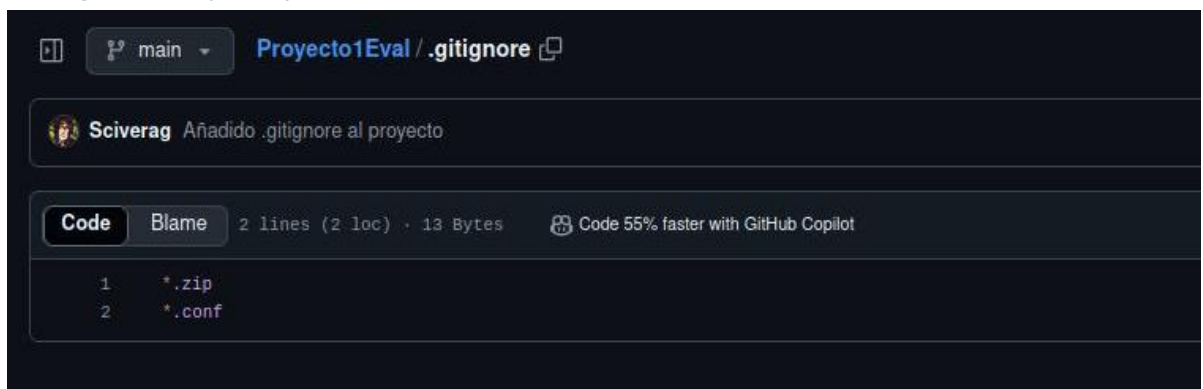 main
Proyecto1Eval / .gitignore
Sciverag Añadido .gitignore al proyecto
Code Blame 2 lines (2 loc) · 13 Bytes Code 55% faster with GitHub Copilot
1 *.zip
2 *.conf